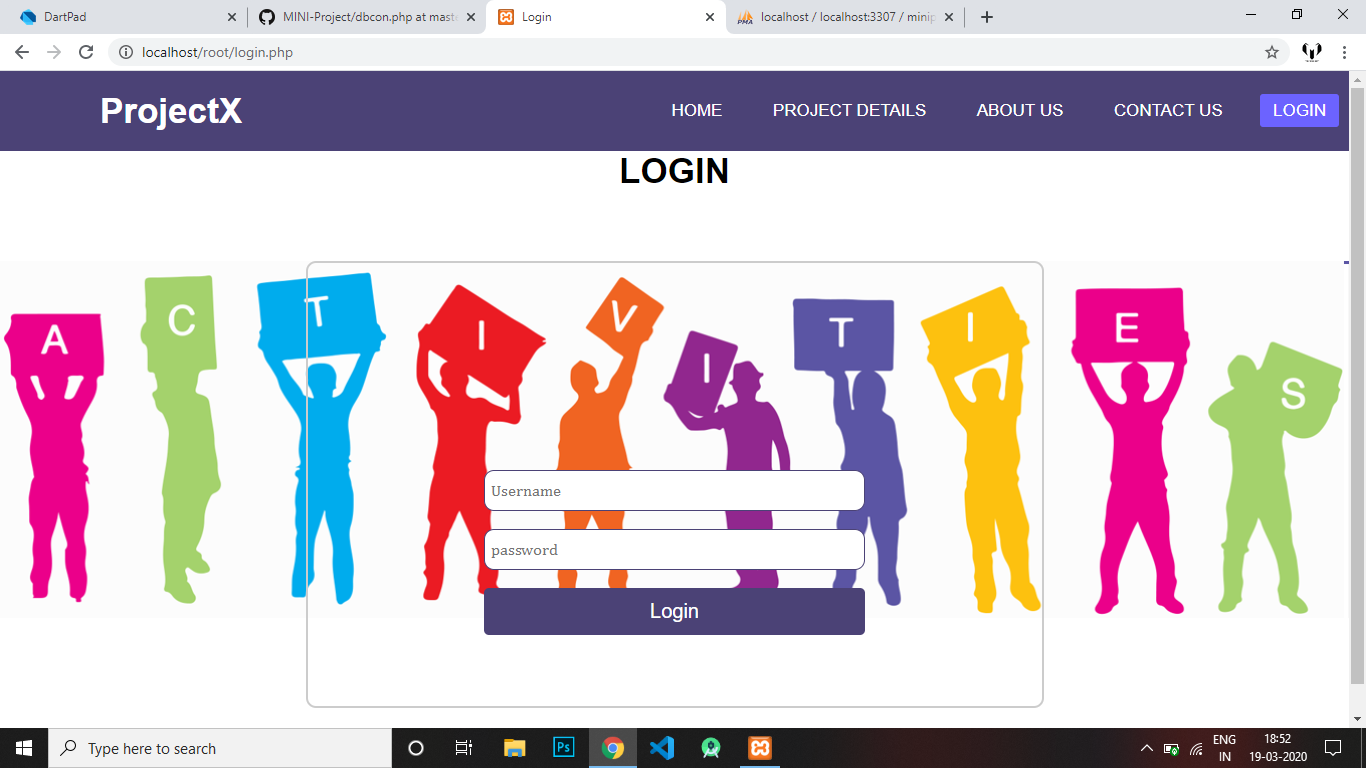 DartPad
MINI-Project/dbcon.php at mast
Login
localhost / localhost:3307 / minip
localhost/root/login.php
ProjectX
HOME
PROJECT DETAILS
ABOUT US
CONTACT US
LOGIN
LOGIN
A C T I V I T I E S
Username
password
Login
Type here to search
Ps
ENG
IN
18:52
19-03-2020